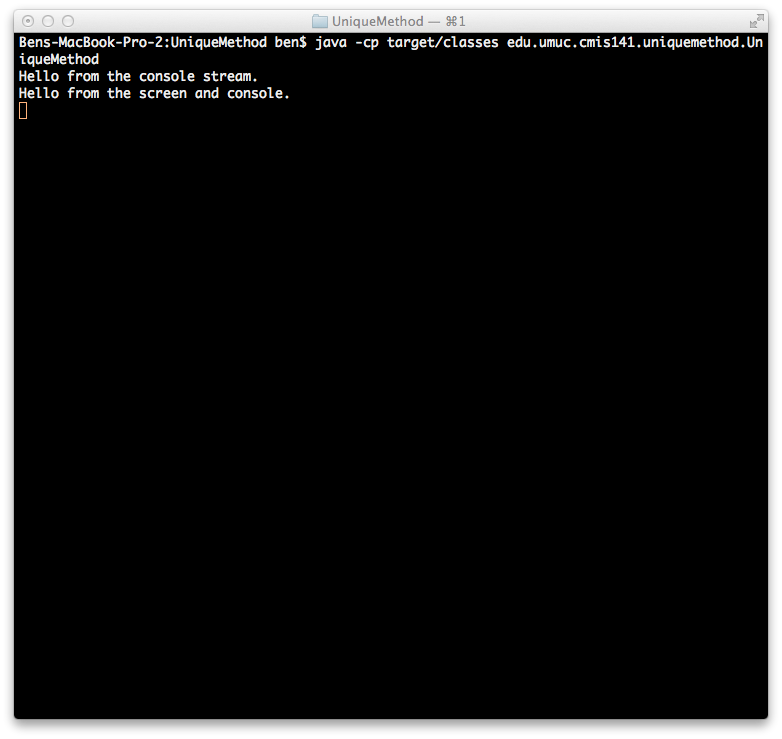 UniqueMethod — ⌘1
Bens-MacBook-Pro-2:UniqueMethod ben$ java -cp target/classes edu.umuc.cmis141.uniquemethod.Un
iqueMethod
Hello from the console stream.
Hello from the screen and console.